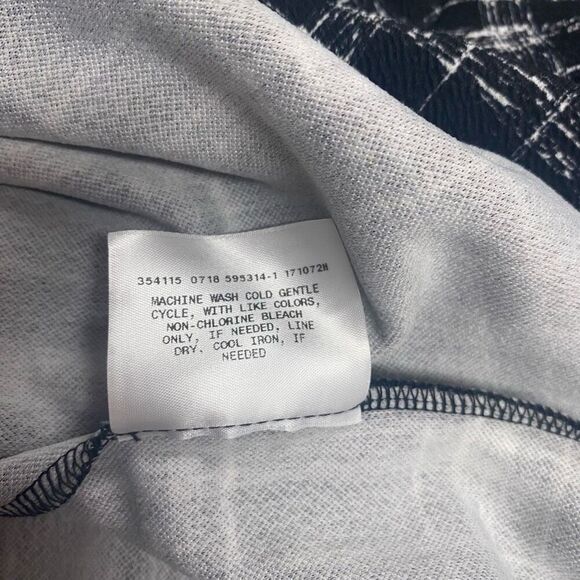 354115 0718 595314-1 171072H
MACHINE WASH COLD GENTLE
CYCLE, WITH LIKE COLORS,
NON-CHLORINE BLEACH
ONLY, IF NEEDED, LINE
DRY, COOL IRON, IF
NEEDED